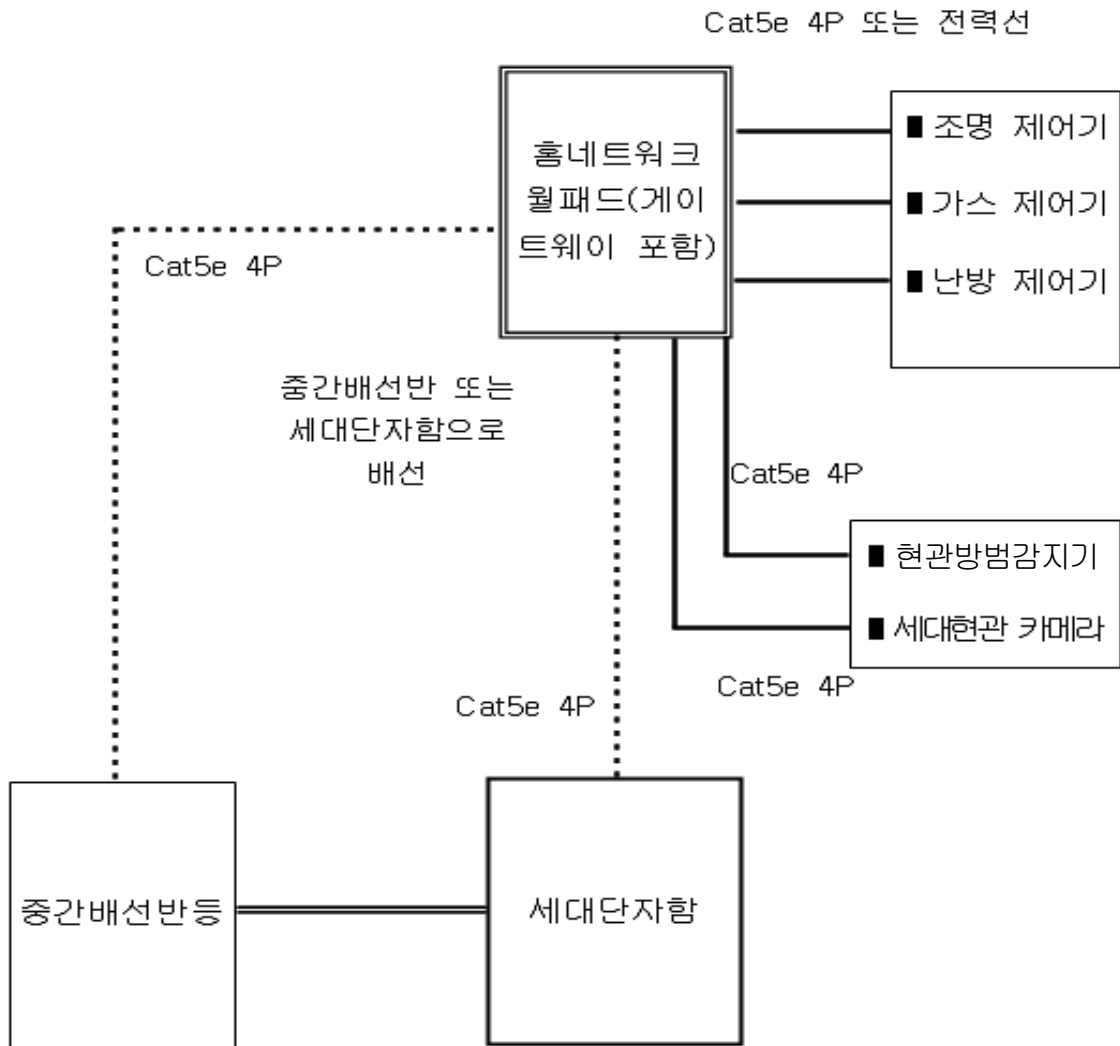 Cat5e 4P 또는 전력선
홈네트워크
월패드(게이
트웨이 포함)
■ 조명 제어기
■ 가스 제어기
■ 난방 제어기
Cat5e 4P
중간배선반 또는
세대단자함으로
배선
Cat5e 4P
■ 현관방범감지기
■ 세대현관 카메라
Cat5e 4P
Cat5e 4P
중간배선반등
세대단자함